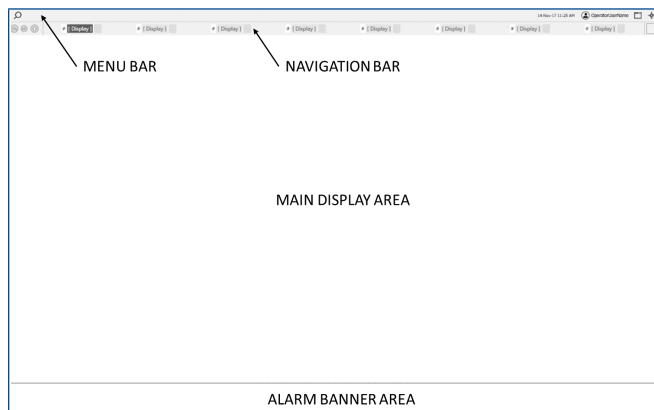 14-Nov-17 11:25 AM OperatorUserName
# [ Display ] # [ Display ] # [ Display ] # [ Display ] # [ Display ] # [ Display ] # [ Display ] # [ Display ]
MENU BAR NAVIGATION BAR
MAIN DISPLAY AREA
ALARM BANNER AREA